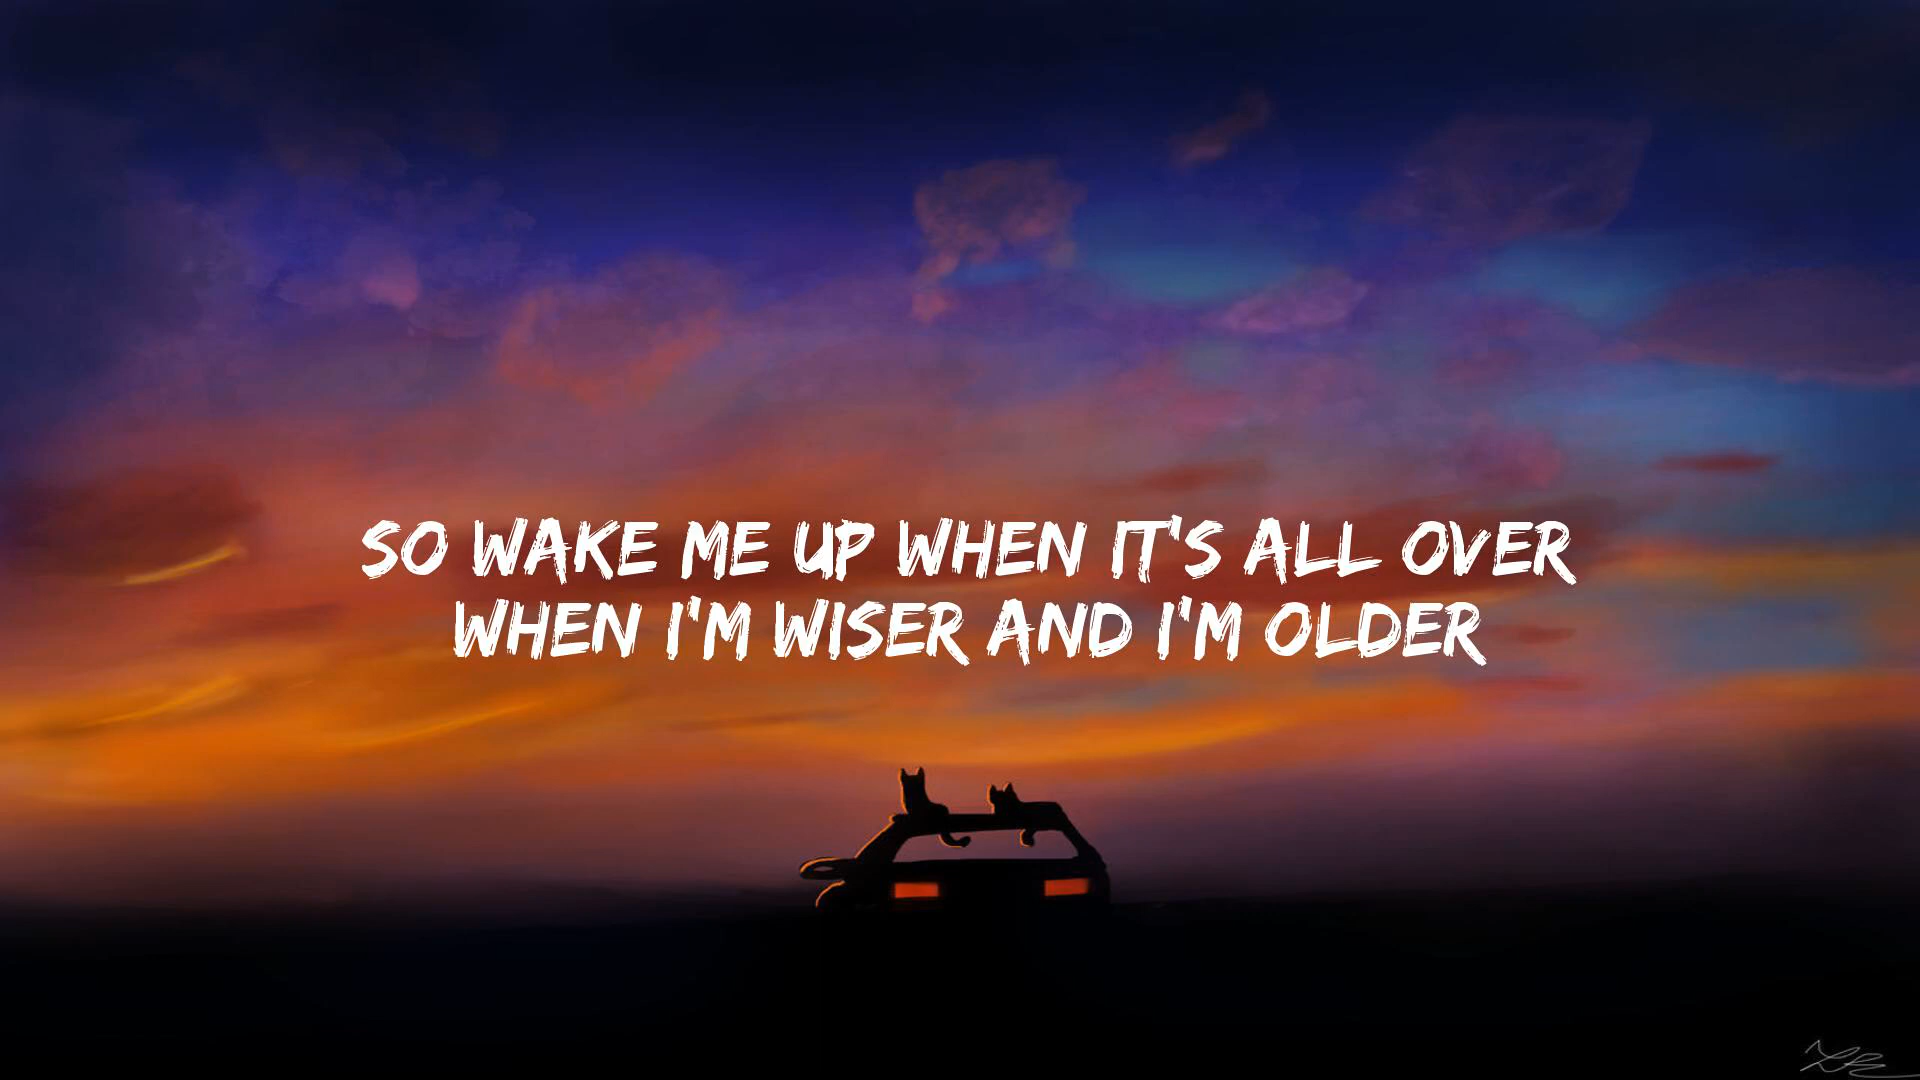 SO WAKE ME UP WHEN IT'S ALL OVER
WHEN I'M WISER AND I'M OLDER